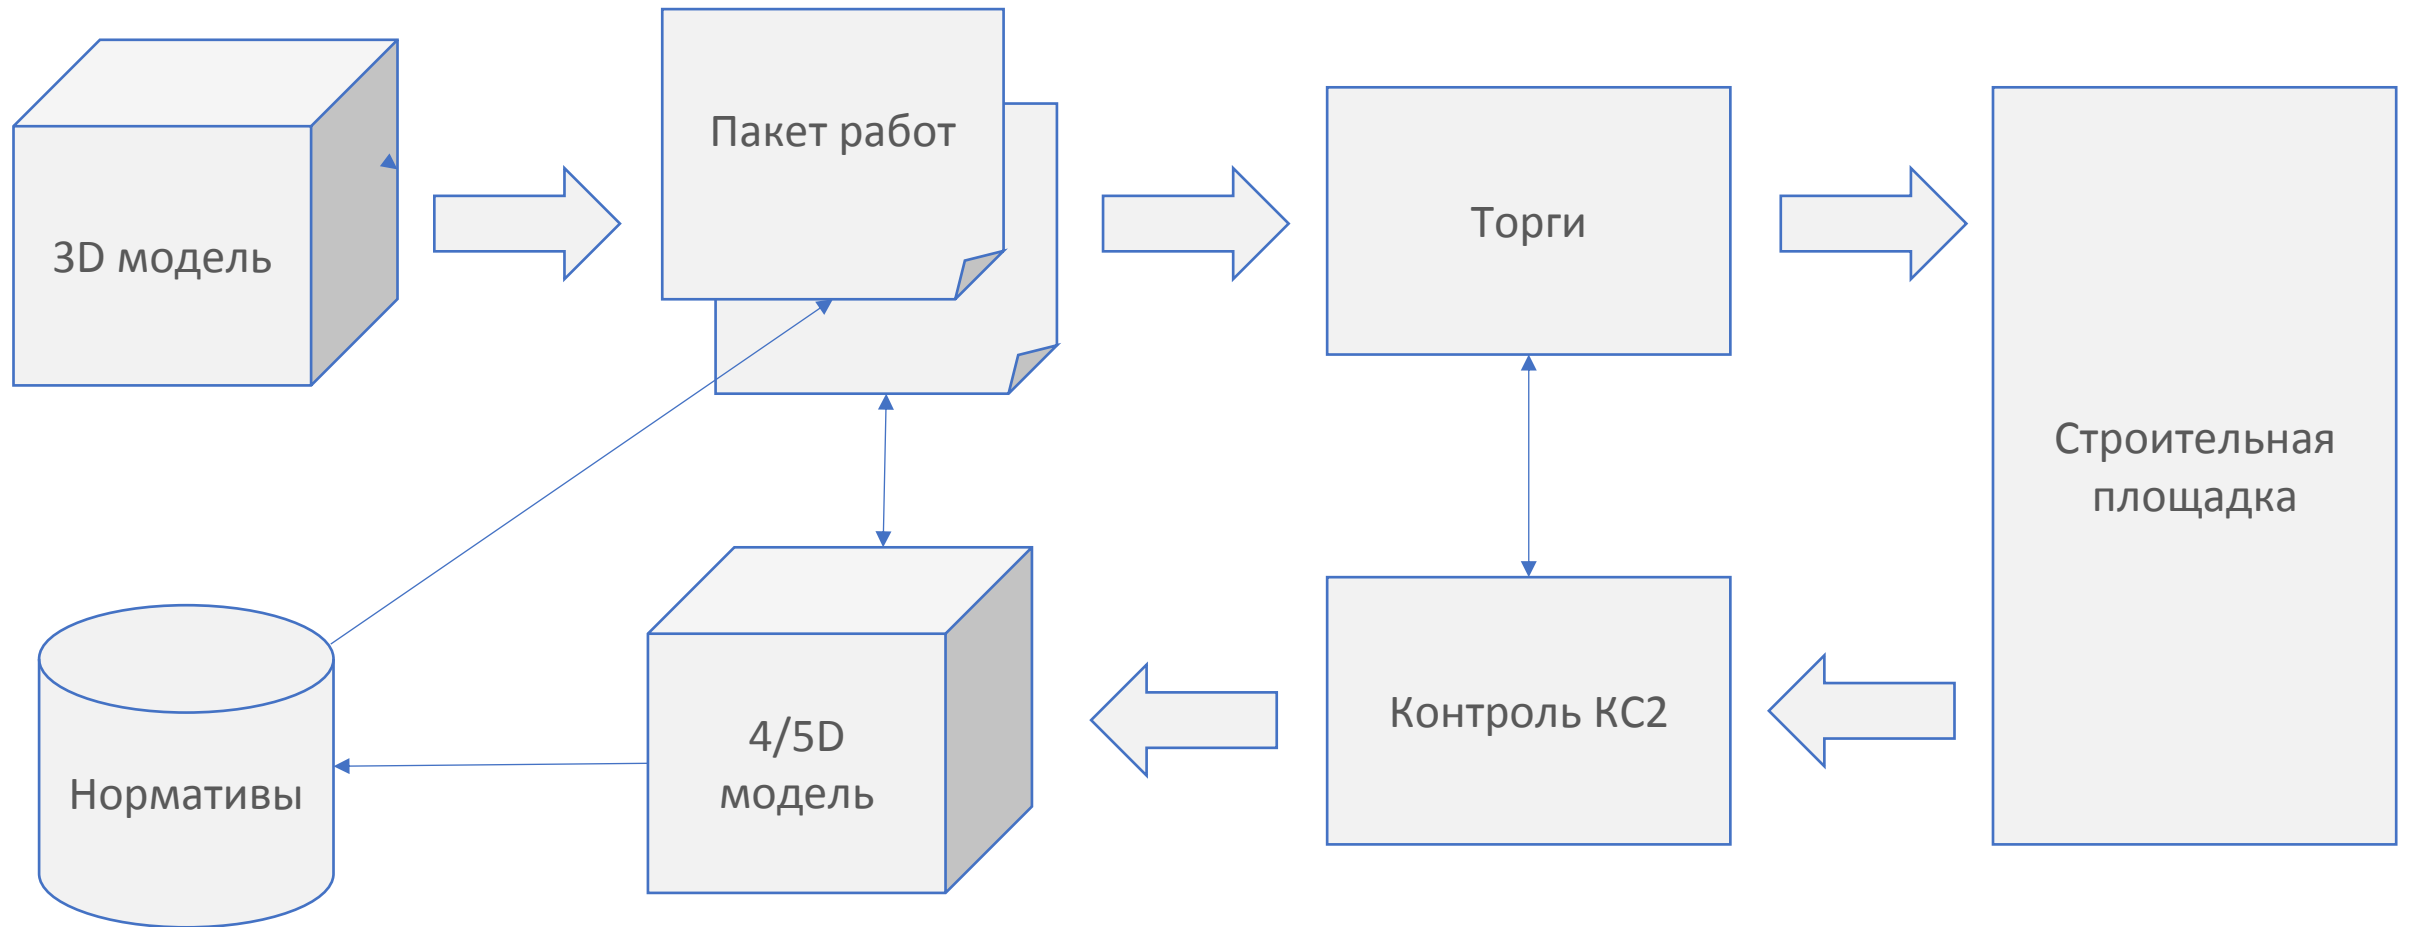 3D модель
Пакет работ
Торги
Строительная
площадка
Нормативы
4/5D
модель
Контроль КС2